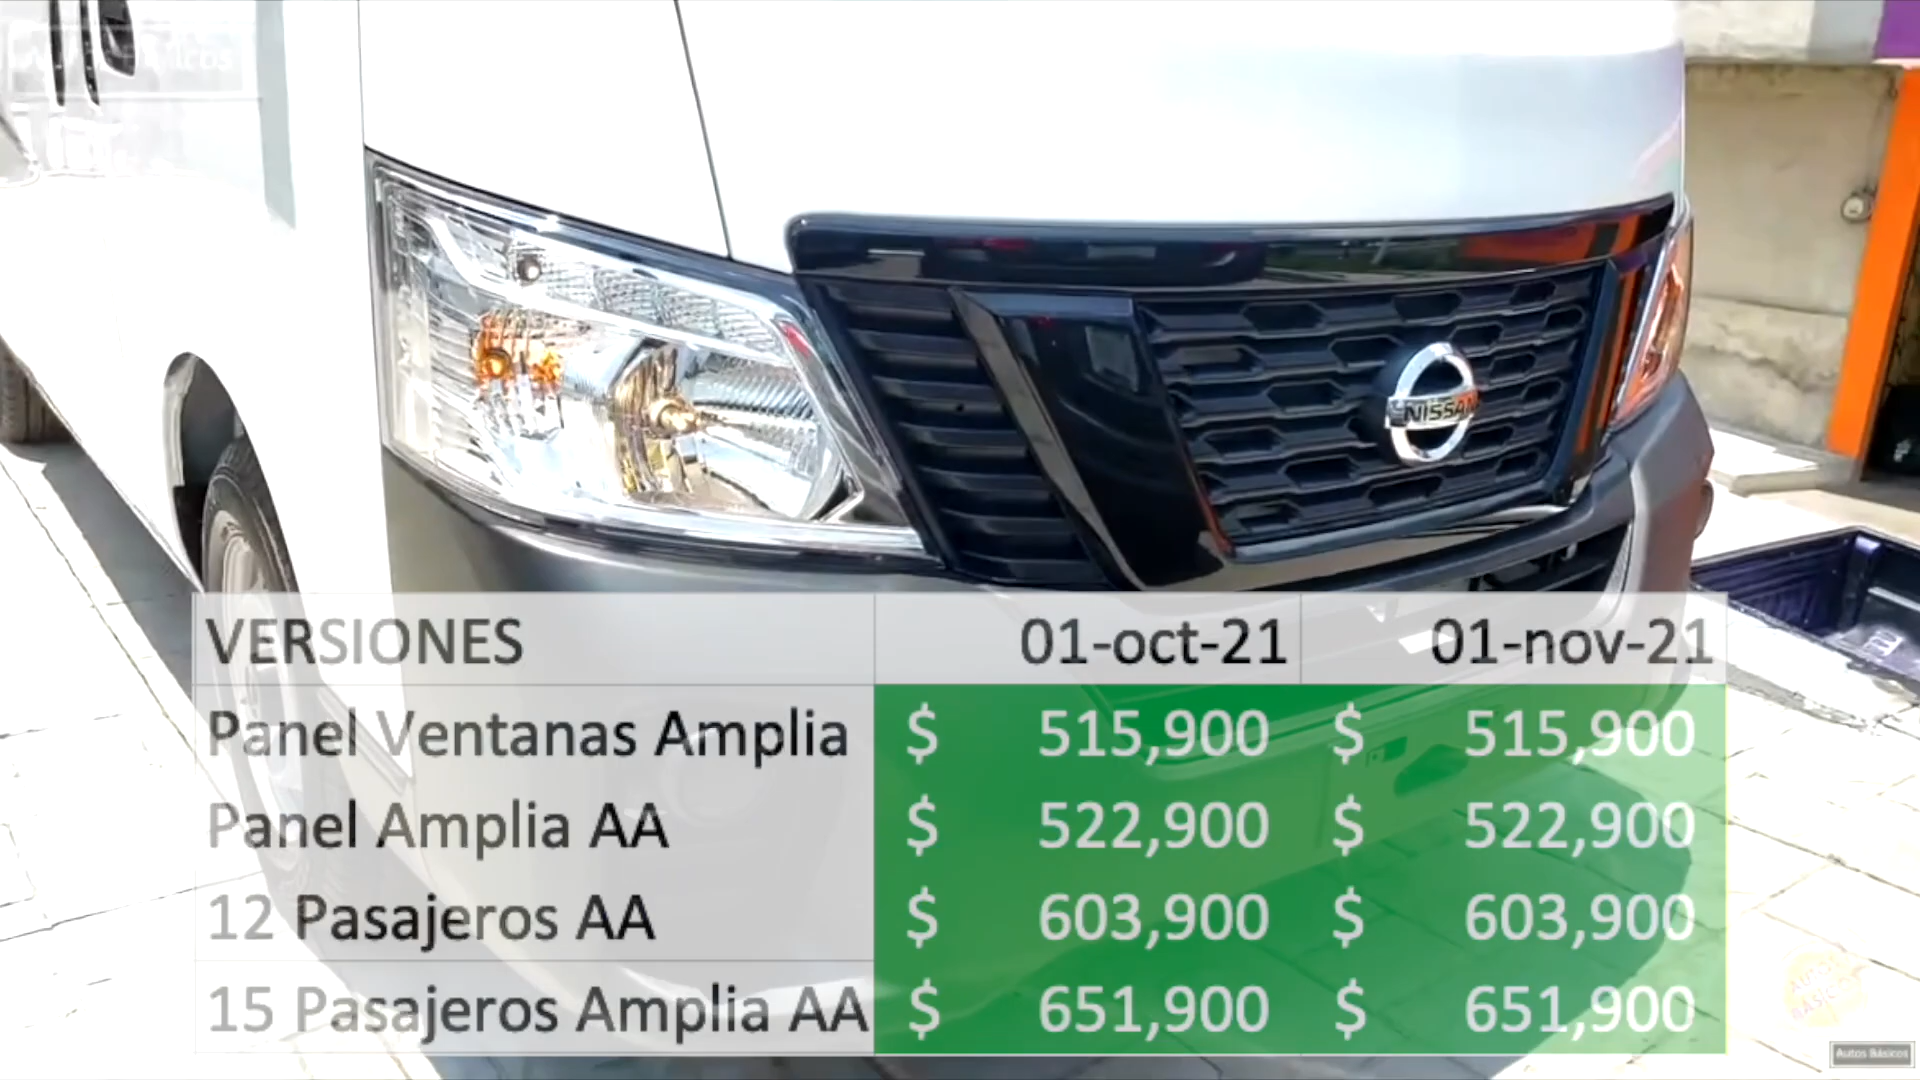 NISSAN
VERSIONES 01-oct-21 01-nov-21
Panel Ventanas Amplia $ 515,900 $ 515,900
Panel Amplia AA $ 522,900 $ 522,900
12 Pasajeros AA $ 603,900 $ 603,900
15 Pasajeros Amplia AA $ 651,900 $ 651,900
Autos Básicos